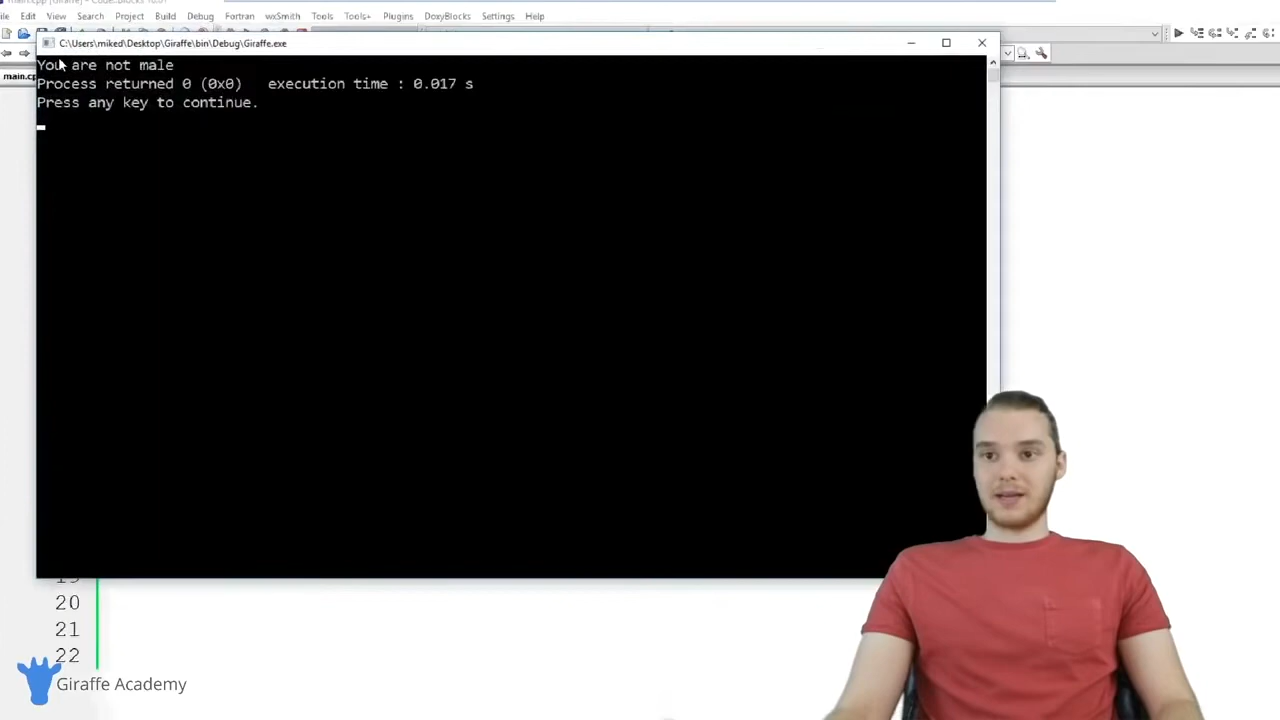 File Edit View Search Project Build Debug Fortran wxSmith Tools Tools+ Plugins DoxyBlocks Settings Help
C:\Users\miked\Desktop\Giraffe\bin\Debug\Giraffe.exe
main.cp
You are not male
Process returned 0 (0x0) execution time : 0.017 s
Press any key to continue.
20
21
22
Giraffe Academy